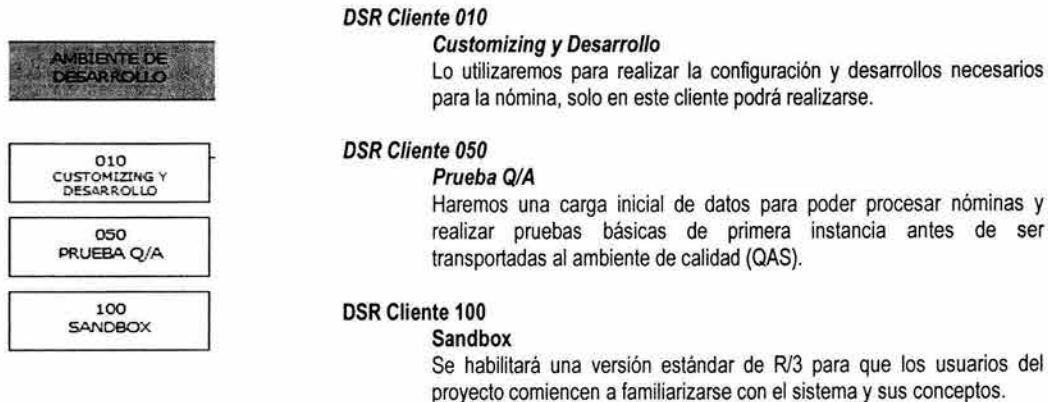 AMBIENTE DE
DESARROLLO
010
CUSTOMIZING Y
DESARROLLO
050
PRUEBA Q/A
100
SANDBOX
DSR Cliente 010
Customizing y Desarrollo
Lo utilizaremos para realizar la configuración y desarrollos necesarios
para la nómina, solo en este cliente podrá realizarse.
DSR Cliente 050
Prueba Q/A
Haremos una carga inicial de datos para poder procesar nóminas y
realizar pruebas básicas de primera instancia antes de ser
transportadas al ambiente de calidad (QAS).
DSR Cliente 100
Sandbox
Se habilitará una versión estándar de R/3 para que los usuarios del
proyecto comiencen a familiarizarse con el sistema y sus conceptos.